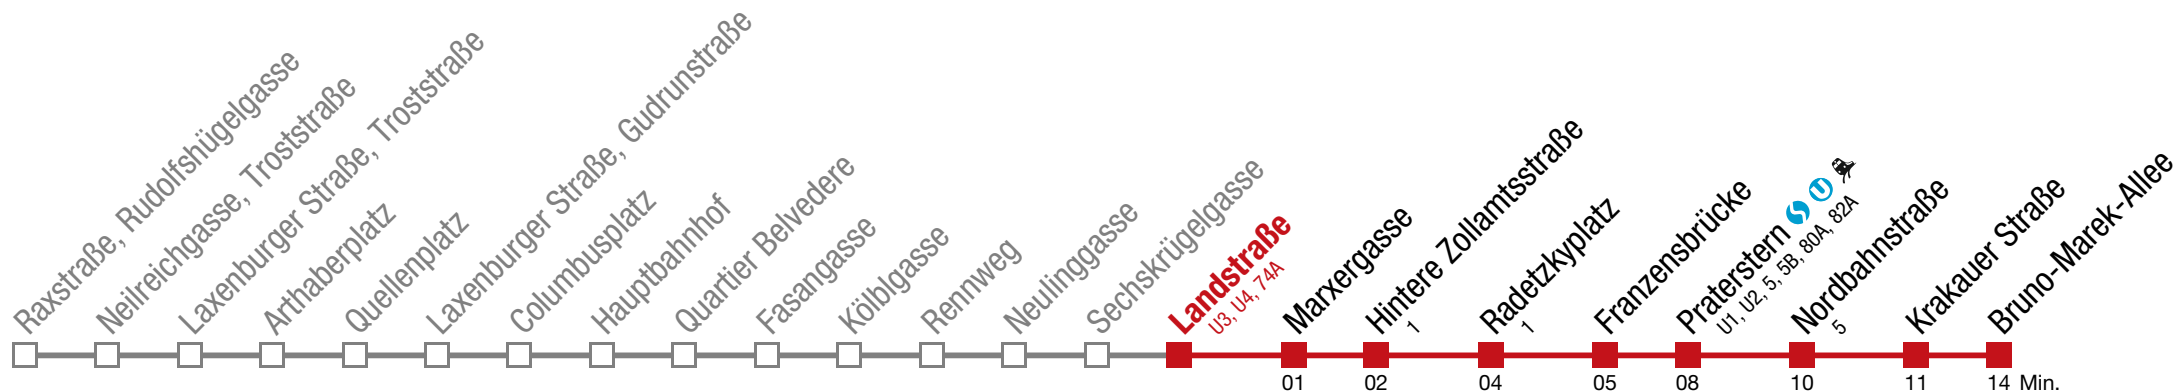 Raxstraße, Rudolfshügelgasse
Neilreichgasse, Troststraße
Laxenburger Straße, Troststraße
Arthaberplatz
Quellenplatz
Laxenburger Straße, Gudrunstraße
Columbusplatz
Hauptbahnhof
Quartier Belvedere
Fasangasse
Kölblgasse
Rennweg
Neulinggasse
Sechskrügelgasse
Landstraße
U3, U4, 74A
Marxergasse
Hintere Zollamtsstraße
1
Radetzkyplatz
1
Franzensbrücke
Praterstern S U
U1, U2, 5, 5B, 80A, 82A
Nordbahnstraße
5
Krakauer Straße
Bruno-Marek-Allee
01 02 04 05 08 10 11 14 Min.